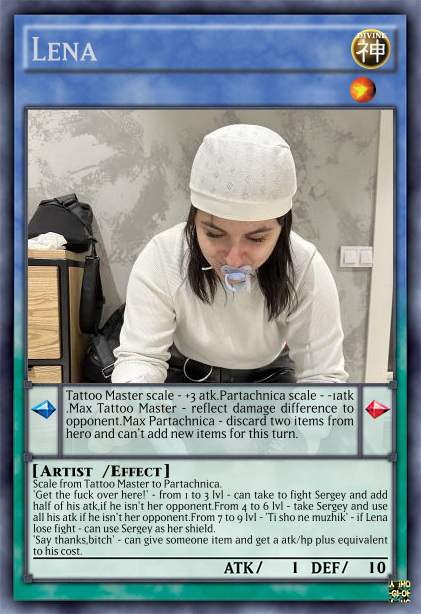 Lena
DIVINE
神
Tattoo Master scale - +3 atk.Partachnica scale - -1atk
.Max Tattoo Master - reflect damage difference to
opponent.Max Partachnica - discard two items from
hero and can't add new items for this turn.
[Artist /Effect]
Scale from Tattoo Master to Partachnica.
'Get the fuck over here!' - from 1 to 3 lvl - can take to fight Sergey and add
half of his atk,if he isn't her opponent.From 4 to 6 lvl - take Sergey and use
all his atk if he isn't her opponent.From 7 to 9 lvl - 'Ti sho ne muzhik' - if Lena
lose fight - can use Sergey as her shield.
'Say thanks,bitch' - can give someone item and get a atk/hp plus equivalent
to his cost.
ATK/ 1 DEF/ 10